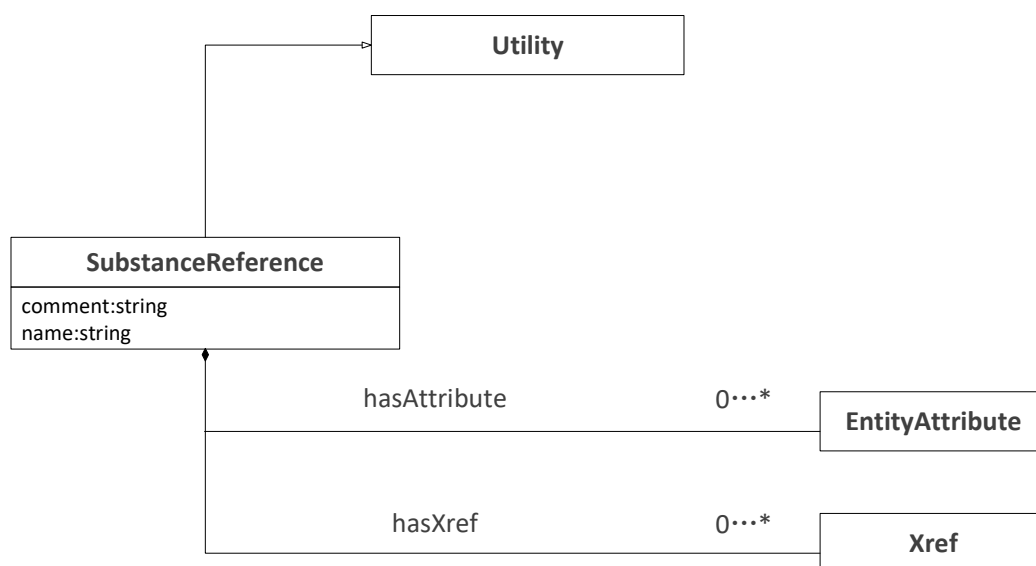 Utility
SubstanceReference
comment:string
name:string
hasAttribute 0···*
EntityAttribute
hasXref 0···*
Xref